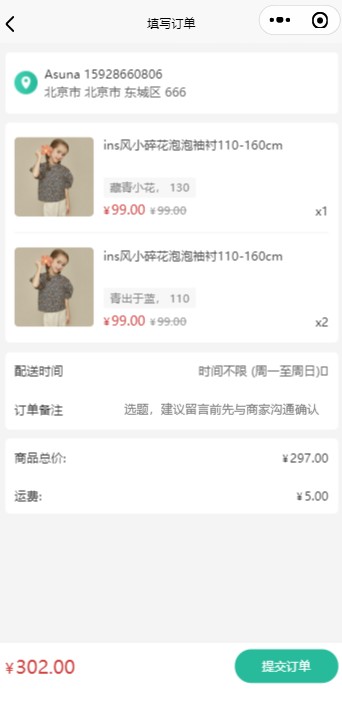 填写订单
Asuna 15928660806
北京市 北京市 东城区 666
ins风小碎花泡泡袖衬110-160cm
藏青小花， 130
¥99.00 ¥99.00
x1
ins风小碎花泡泡袖衬110-160cm
青出于蓝， 110
¥99.00 ¥99.00
x2
配送时间 时间不限 (周一至周日)
订单备注 选题，建议留言前先与商家沟通确认
商品总价: ¥297.00
运费: ¥5.00
¥302.00 提交订单